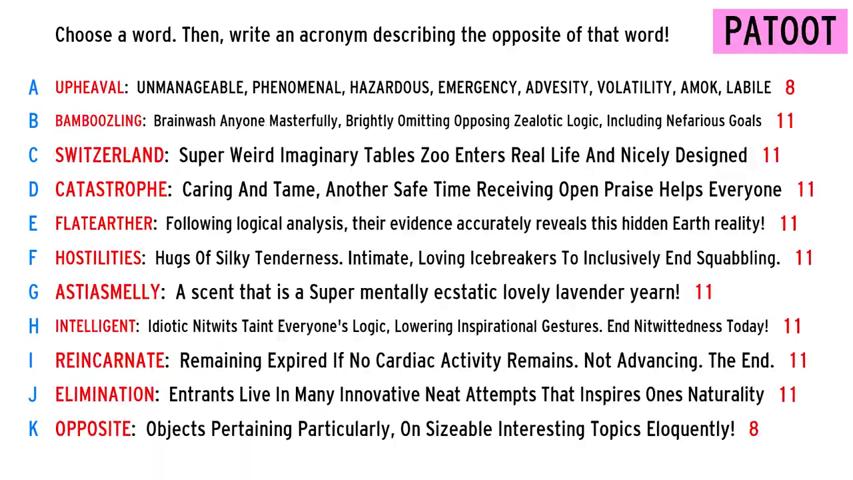 Choose a word. Then, write an acronym describing the opposite of that word!
PATOOT
A UPHEAVAL: UNMANAGEABLE, PHENOMENAL, HAZARDOUS, EMERGENCY, ADVESITY, VOLATILITY, AMOK, LABILE 8
B BAMBOOZLING: Brainwash Anyone Masterfully, Brightly Omitting Opposing Zealotic Logic, Including Nefarious Goals 11
C SWITZERLAND: Super Weird Imaginary Tables Zoo Enters Real Life And Nicely Designed 11
D CATASTROPHE: Caring And Tame, Another Safe Time Receiving Open Praise Helps Everyone 11
E FLATEARTHER: Following logical analysis, their evidence accurately reveals this hidden Earth reality! 11
F HOSTILITIES: Hugs Of Silky Tenderness. Intimate, Loving Icebreakers To Inclusively End Squabbling. 11
G ASTIASMELLY: A scent that is a Super mentally ecstatic lovely lavender yearn! 11
H INTELLIGENT: Idiotic Nitwits Taint Everyone's Logic, Lowering Inspirational Gestures. End Nitwittedness Today! 11
I REINCARNATE: Remaining Expired If No Cardiac Activity Remains. Not Advancing. The End. 11
J ELIMINATION: Entrants Live In Many Innovative Neat Attempts That Inspires Ones Naturality 11
K OPPOSITE: Objects Pertaining Particularly, On Sizeable Interesting Topics Eloquently! 8